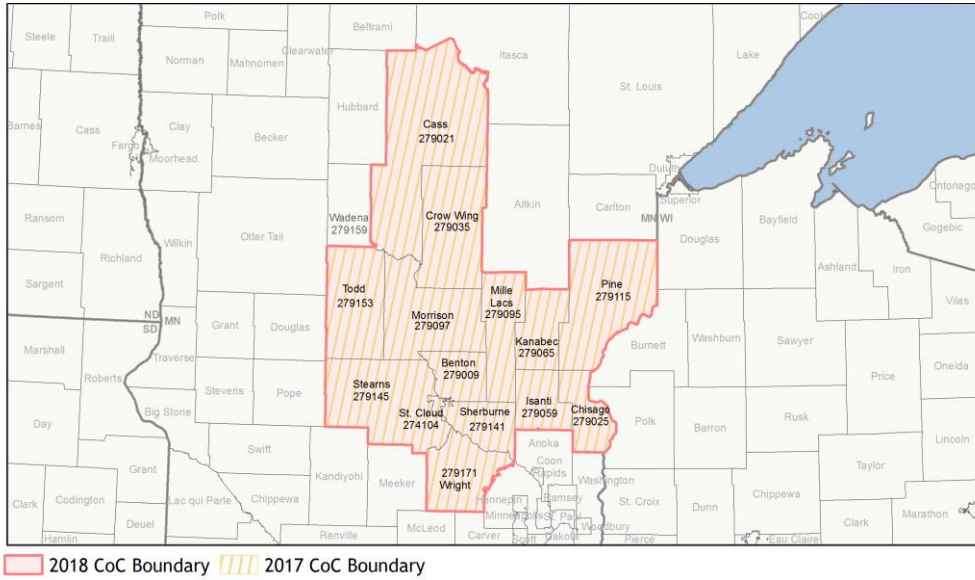 Polk
Beltrami
Cook
Steele
Traill
Clearwater
Itasca
Lake
Norman
Mahnomen
St. Louis
Hubbard
Cass
279021
Barnes
Cass
Clay
Becker
Fargo
Moorhead
Duluth
Superior
Ontonago
Crow Wing
279035
Aitkin
Carlton
MN WI
Wadena
279159
Ransom
Wilkin
Otter Tail
Douglas
Bayfield
Gogebic
Richland
Ashland
Iron
Sargent
Todd
279153
Mille
Lacs
279095
Pine
279115
Vilas
ND
SD
MN
Grant
Douglas
Morrison
279097
Kanabec
279065
Burnett
Washburn
Sawyer
Marshall
Traverse
Roberts
Benton
279009
Price
Oneida
Stevens
Pope
Stearns
279145
Isanti
279059
Chisago
279025
Day
Big Stone
St. Cloud
274104
Sherburne
279141
Polk
Barron
Rusk
Lincoln
Swift
Anoka
Coon
Rapids
Grant
Kandiyohi
279171
Wright
Meeker
Washington
Taylor
Clark
Codington
Lac qui Parle
Chippewa
Hennepin
Ramsey
St. Croix
Dunn
Chippewa
Deuel
Minneapolis
St. Paul
Marathon
McLeod
Carver
Scott
Dakota
Woodbury
Clark
Hamlin
Renville
Pierce
Eau Claire
2018 CoC Boundary
2017 CoC Boundary